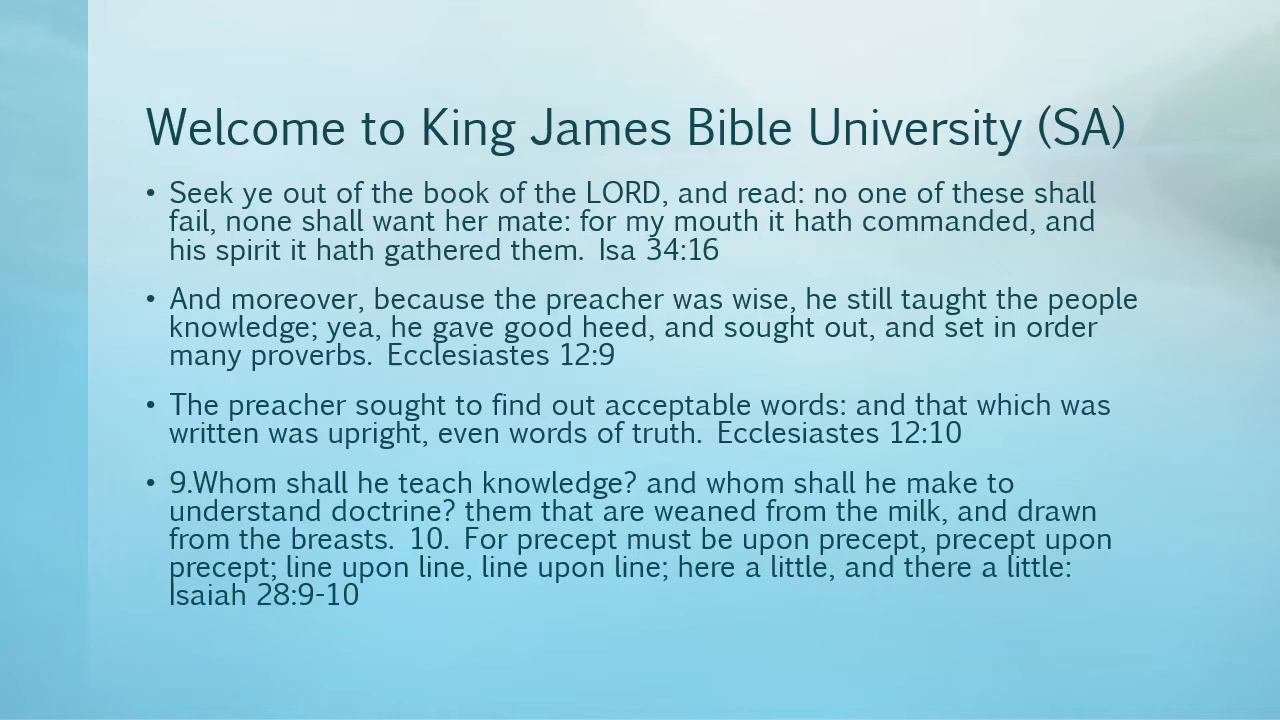 Welcome to King James Bible University (SA)
• Seek ye out of the book of the LORD, and read: no one of these shall
fail, none shall want her mate: for my mouth it hath commanded, and
his spirit it hath gathered them.  Isa 34:16
• And moreover, because the preacher was wise, he still taught the people
knowledge; yea, he gave good heed, and sought out, and set in order
many proverbs.  Ecclesiastes 12:9
• The preacher sought to find out acceptable words: and that which was
written was upright, even words of truth.  Ecclesiastes 12:10
• 9.Whom shall he teach knowledge? and whom shall he make to
understand doctrine? them that are weaned from the milk, and drawn
from the breasts.  10.  For precept must be upon precept, precept upon
precept; line upon line, line upon line; here a little, and there a little:
Isaiah 28:9-10